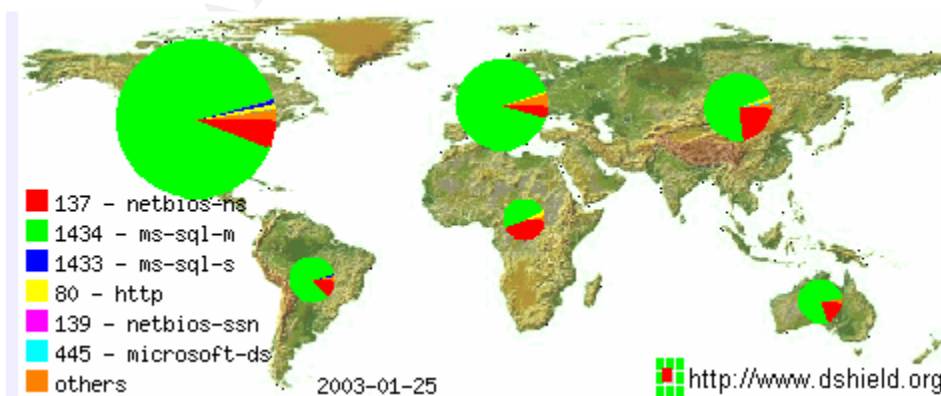 137 - netbios-ns
1434 - ms-sql-m
1433 - ms-sql-s
80 - http
139 - netbios-ssn
445 - microsoft-ds
others
2003-01-25
http://www.dshield.org